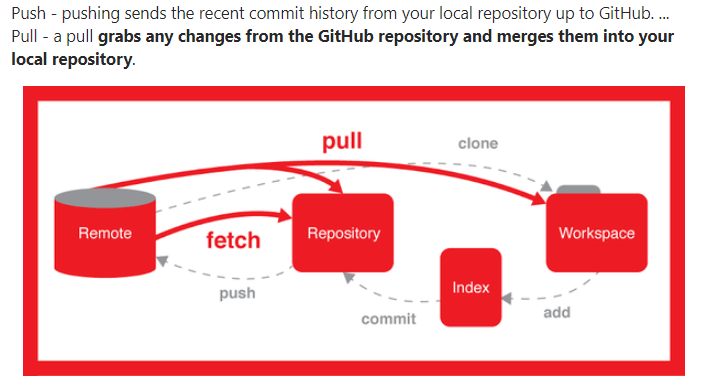 Push - pushing sends the recent commit history from your local repository up to GitHub. ...
Pull - a pull grabs any changes from the GitHub repository and merges them into your
local repository.
pull
clone
Remote
fetch
Repository
Workspace
push
Index
commit
add